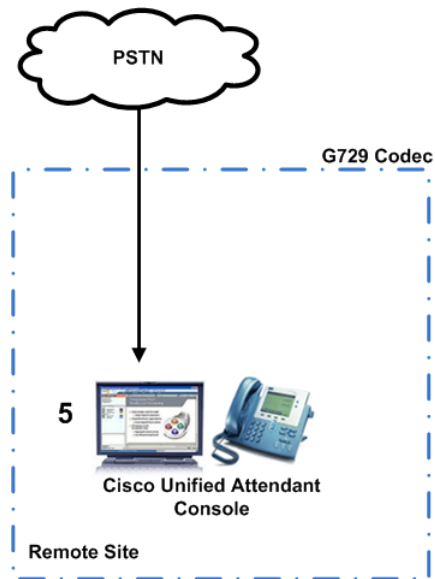 PSTN
G729 Codec
5
Cisco Unified Attendant
Console
Remote Site